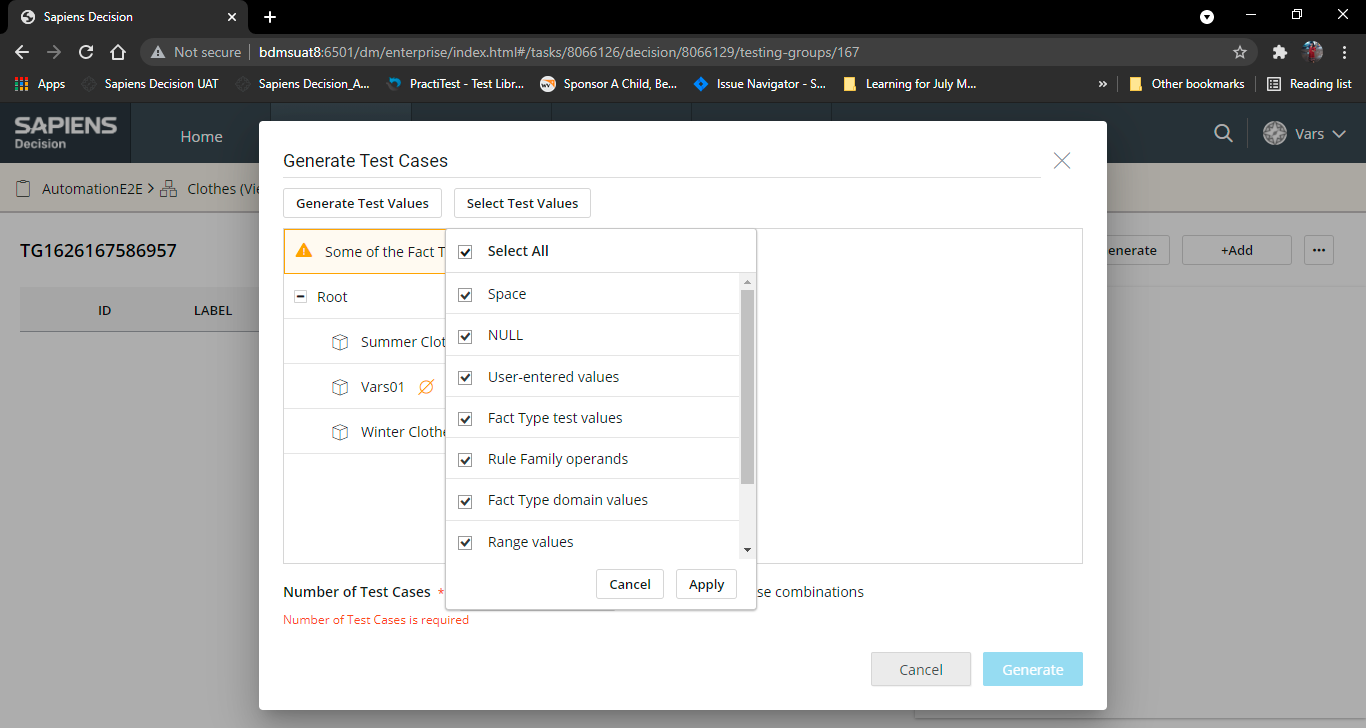 Sapiens Decision
Not secure
bdmsuat8:6501/dm/enterprise/index.html#/tasks/8066126/decision/8066129/testing-groups/167
Apps
Sapiens Decision UAT
Sapiens Decision_A...
PractiTest - Test Libr...
Sponsor A Child, Be...
Issue Navigator - S...
Learning for July M...
»
Other bookmarks
Reading list
SAPIENS
Decision
Home
Vars
AutomationE2E > Clothes (Vie
TG1626167586957
enerate
+Add
...
ID
LABEL
Generate Test Cases
Generate Test Values
Select Test Values
Some of the Fact T
Root
Summer Clot
Vars01
Winter Clothe
Select All
Space
NULL
User-entered values
Fact Type test values
Rule Family operands
Fact Type domain values
Range values
Cancel
Apply
Number of Test Cases *
se combinations
Number of Test Cases is required
Cancel
Generate